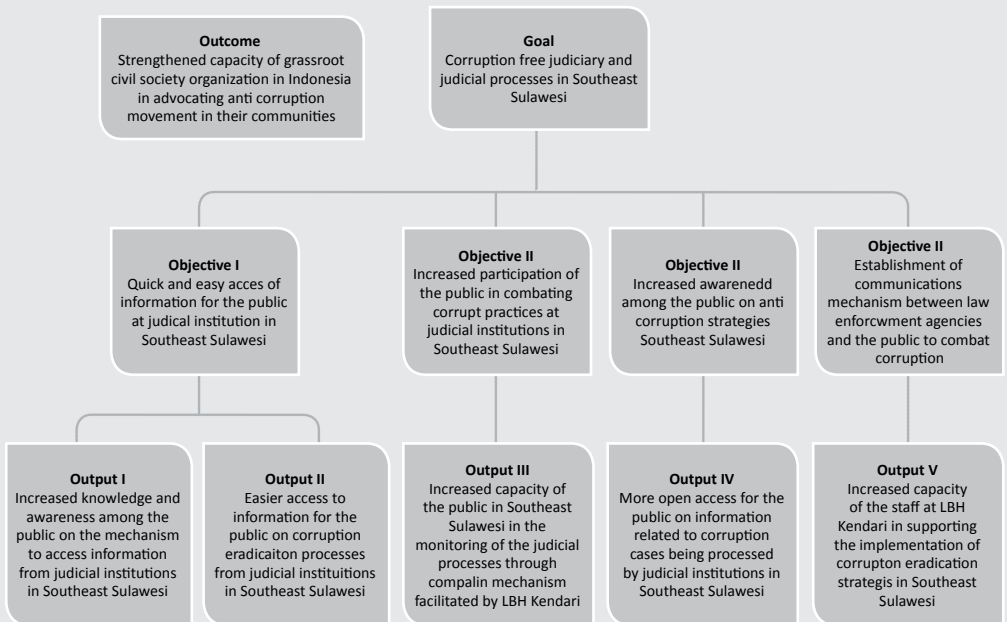 Outcome
Strengthened capacity of grassroot
civil society organization in Indonesia
in advocating anti corruption
movement in their communities
Goal
Corruption free judiciary and
judicial processes in Southeast
Sulawesi
Objective I
Quick and easy acces of
information for the public
at judical institution in
Southeast Sulawesi
Objective II
Increased participation of
the public in combating
corrupt practices at
judicial institutions in
Southeast Sulawesi
Objective II
Increased awarenedd
among the public on anti
corruption strategies
Southeast Sulawesi
Objective II
Establishment of
communications
mechanism between law
enforcwment agencies
and the public to combat
corruption
Output I
Increased knowledge and
awareness among the
public on the mechanism
to access information
from judicial institutions
in Southeast Sulawesi
Output II
Easier access to
information for the
public on corruption
eradicaiton processes
from judicial instituitions
in Southeast Sulawesi
Output III
Increased capacity of
the public in Southeast
Sulawesi in the
monitoring of the judicial
processes through
compalin mechanism
facilitated by LBH Kendari
Output IV
More open access for the
public on information
related to corruption
cases being processed
by judicial institutions in
Southeast Sulawesi
Output V
Increased capacity
of the staff at LBH
Kendari in supporting
the implementation of
corrupton eradication
strategis in Southeast
Sulawesi